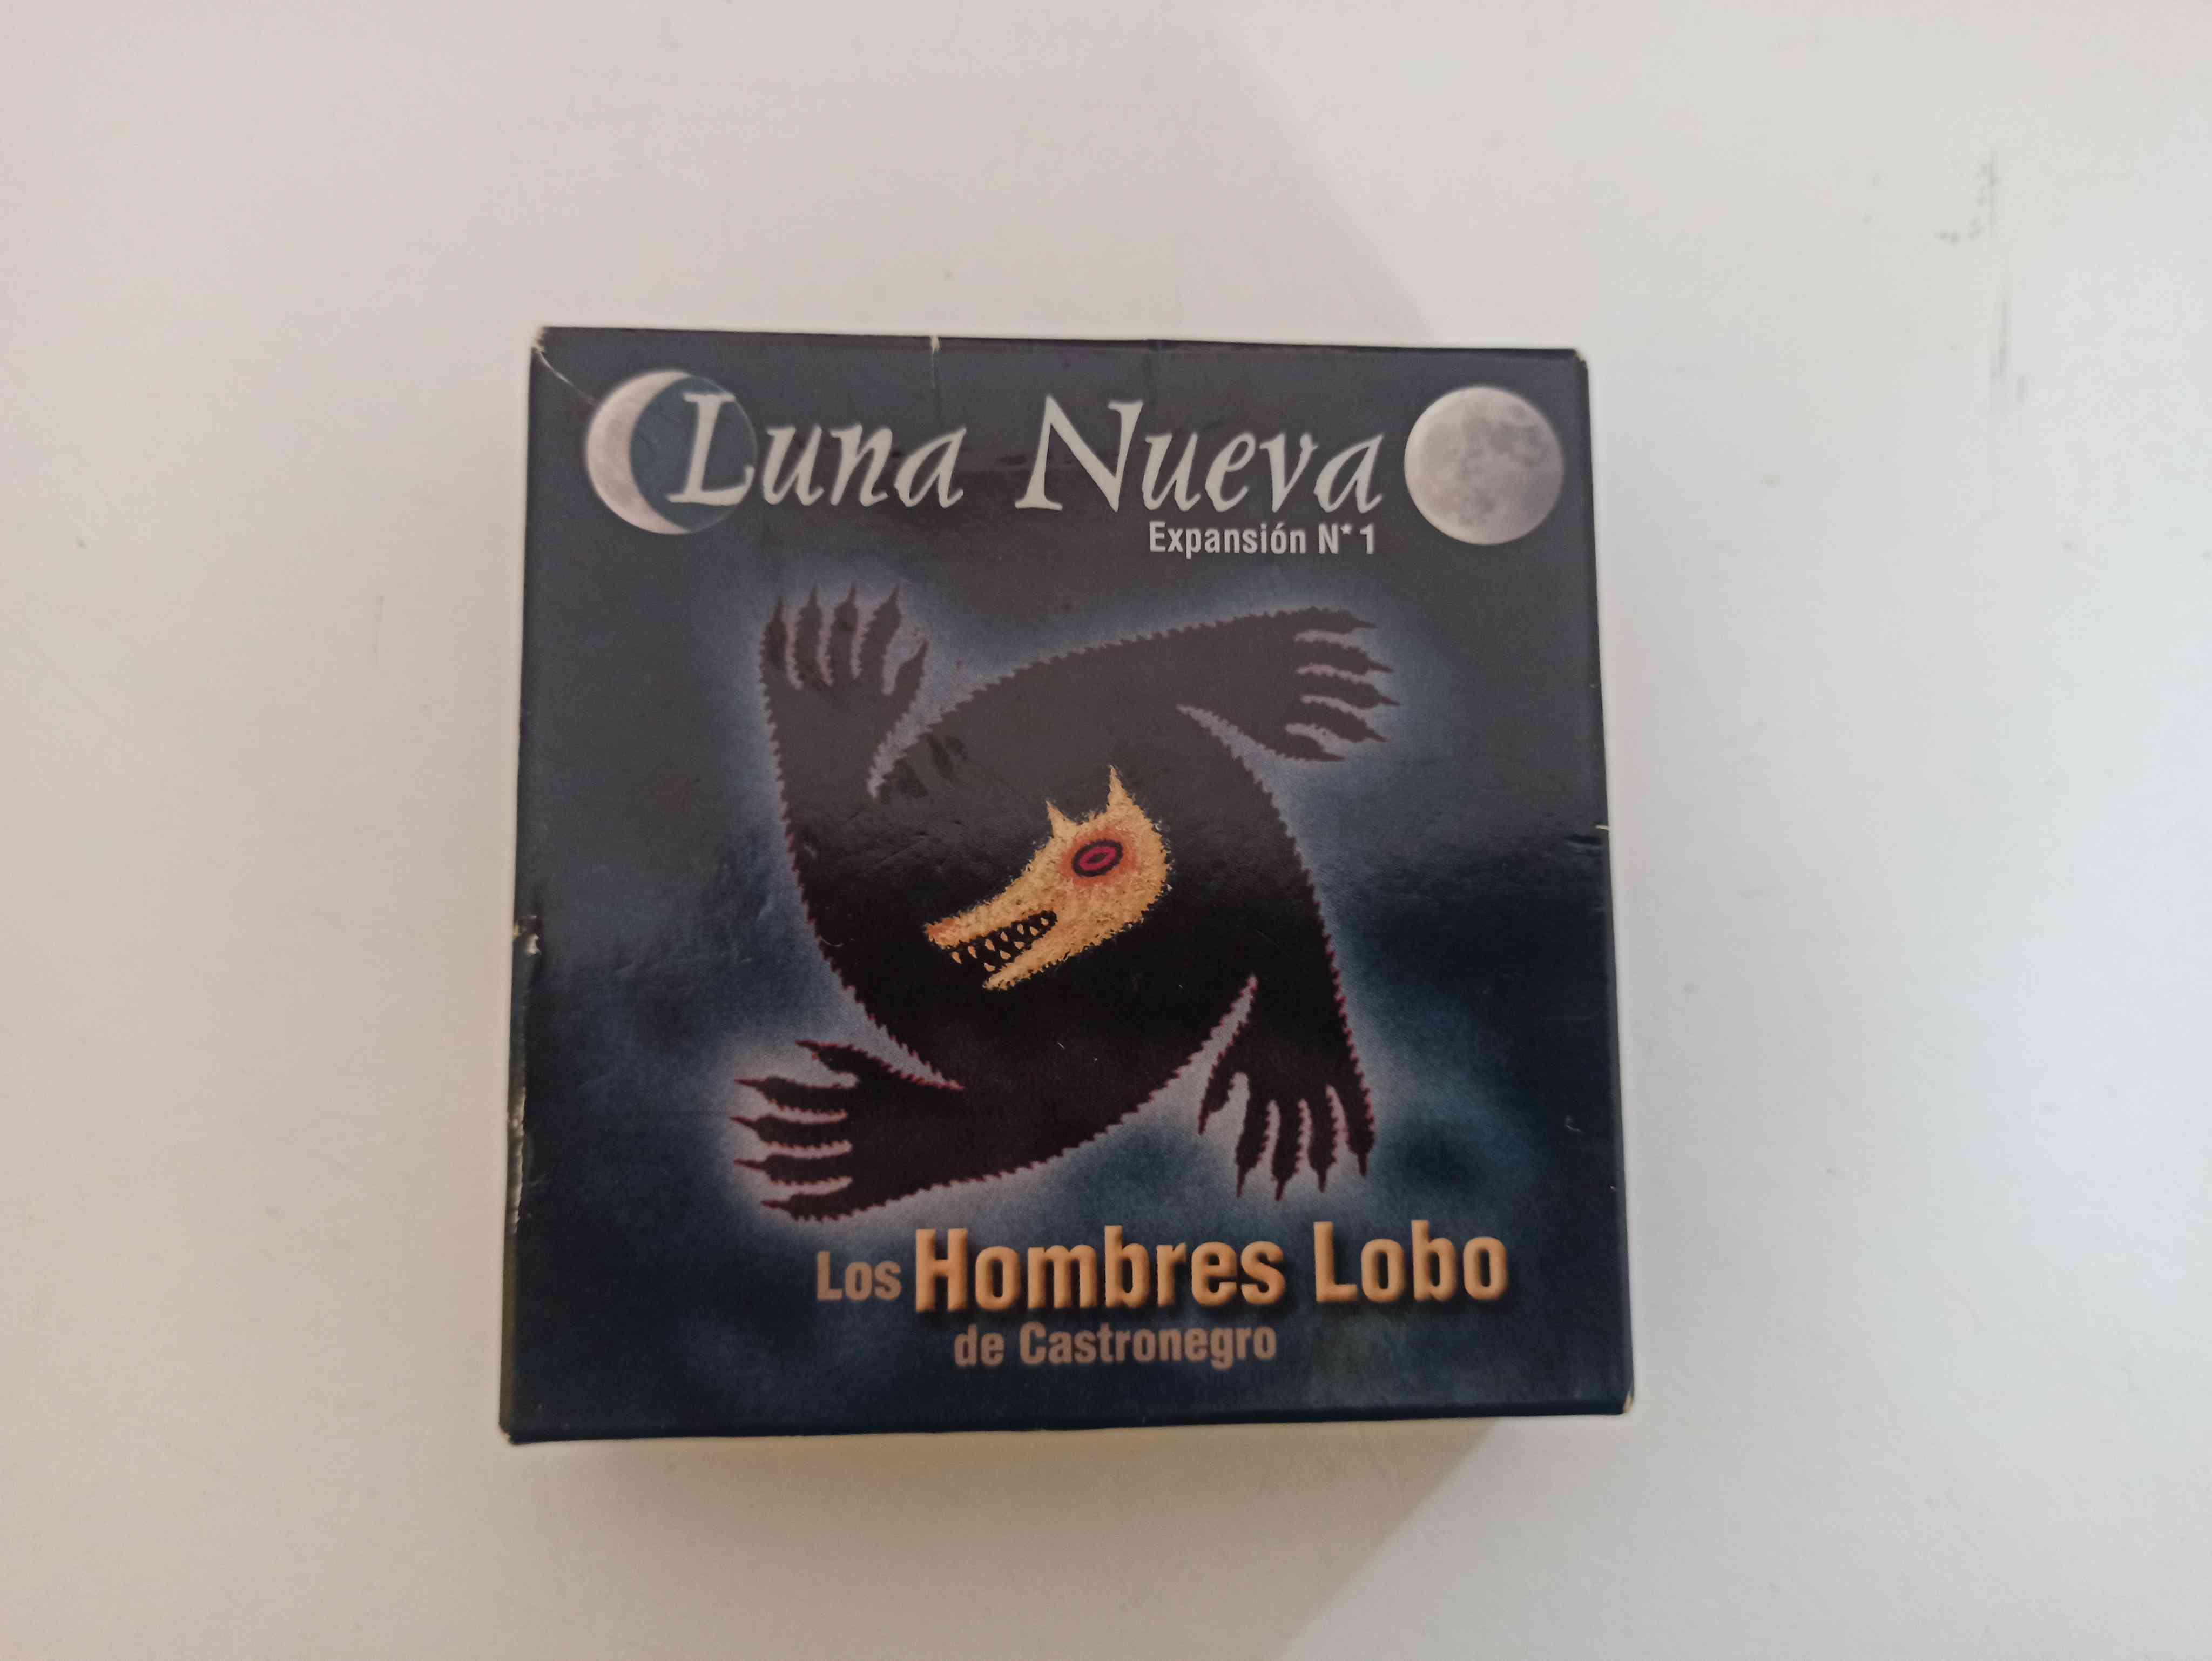 Luna Nueva
Expansión N* 1
Los Hombres Lobo
de Castronegro